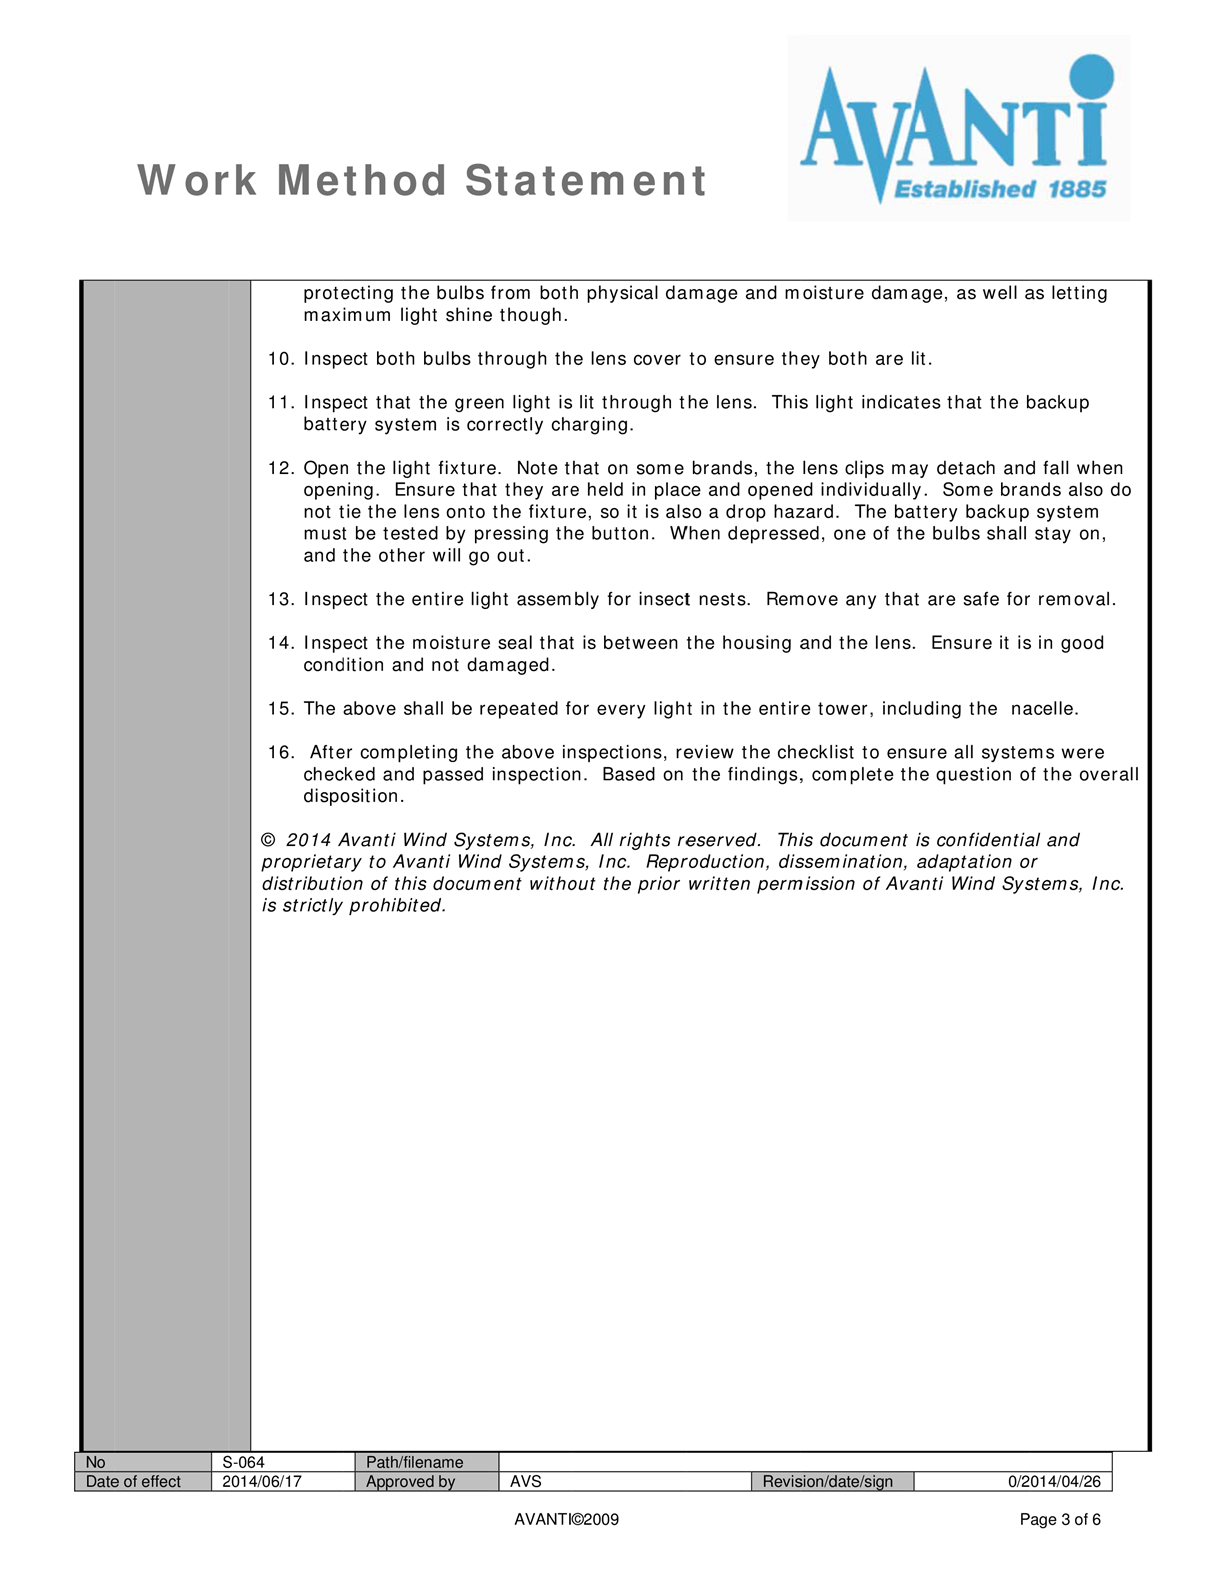 AVANTI
Established 1885
Work Method Statement
protecting the bulbs from both physical damage and moisture damage, as well as letting
maximum light shine though.
10. Inspect both bulbs through the lens cover to ensure they both are lit.
11. Inspect that the green light is lit through the lens. This light indicates that the backup
battery system is correctly charging.
12. Open the light fixture. Note that on some brands, the lens clips may detach and fall when
opening. Ensure that they are held in place and opened individually. Some brands also do
not tie the lens onto the fixture, so it is also a drop hazard. The battery backup system
must be tested by pressing the button. When depressed, one of the bulbs shall stay on,
and the other will go out.
13. Inspect the entire light assembly for insect nests. Remove any that are safe for removal.
14. Inspect the moisture seal that is between the housing and the lens. Ensure it is in good
condition and not damaged.
15. The above shall be repeated for every light in the entire tower, including the nacelle.
16. After completing the above inspections, review the checklist to ensure all systems were
checked and passed inspection. Based on the findings, complete the question of the overall
disposition.
© 2014 Avanti Wind Systems, Inc. All rights reserved. This document is confidential and
proprietary to Avanti Wind Systems, Inc. Reproduction, dissemination, adaptation or
distribution of this document without the prior written permission of Avanti Wind Systems, Inc.
is strictly prohibited.
No S-064 Path/filename
Date of effect 2014/06/17 Approved by AVS Revision/date/sign 0/2014/04/26
AVANTI©2009 Page 3 of 6